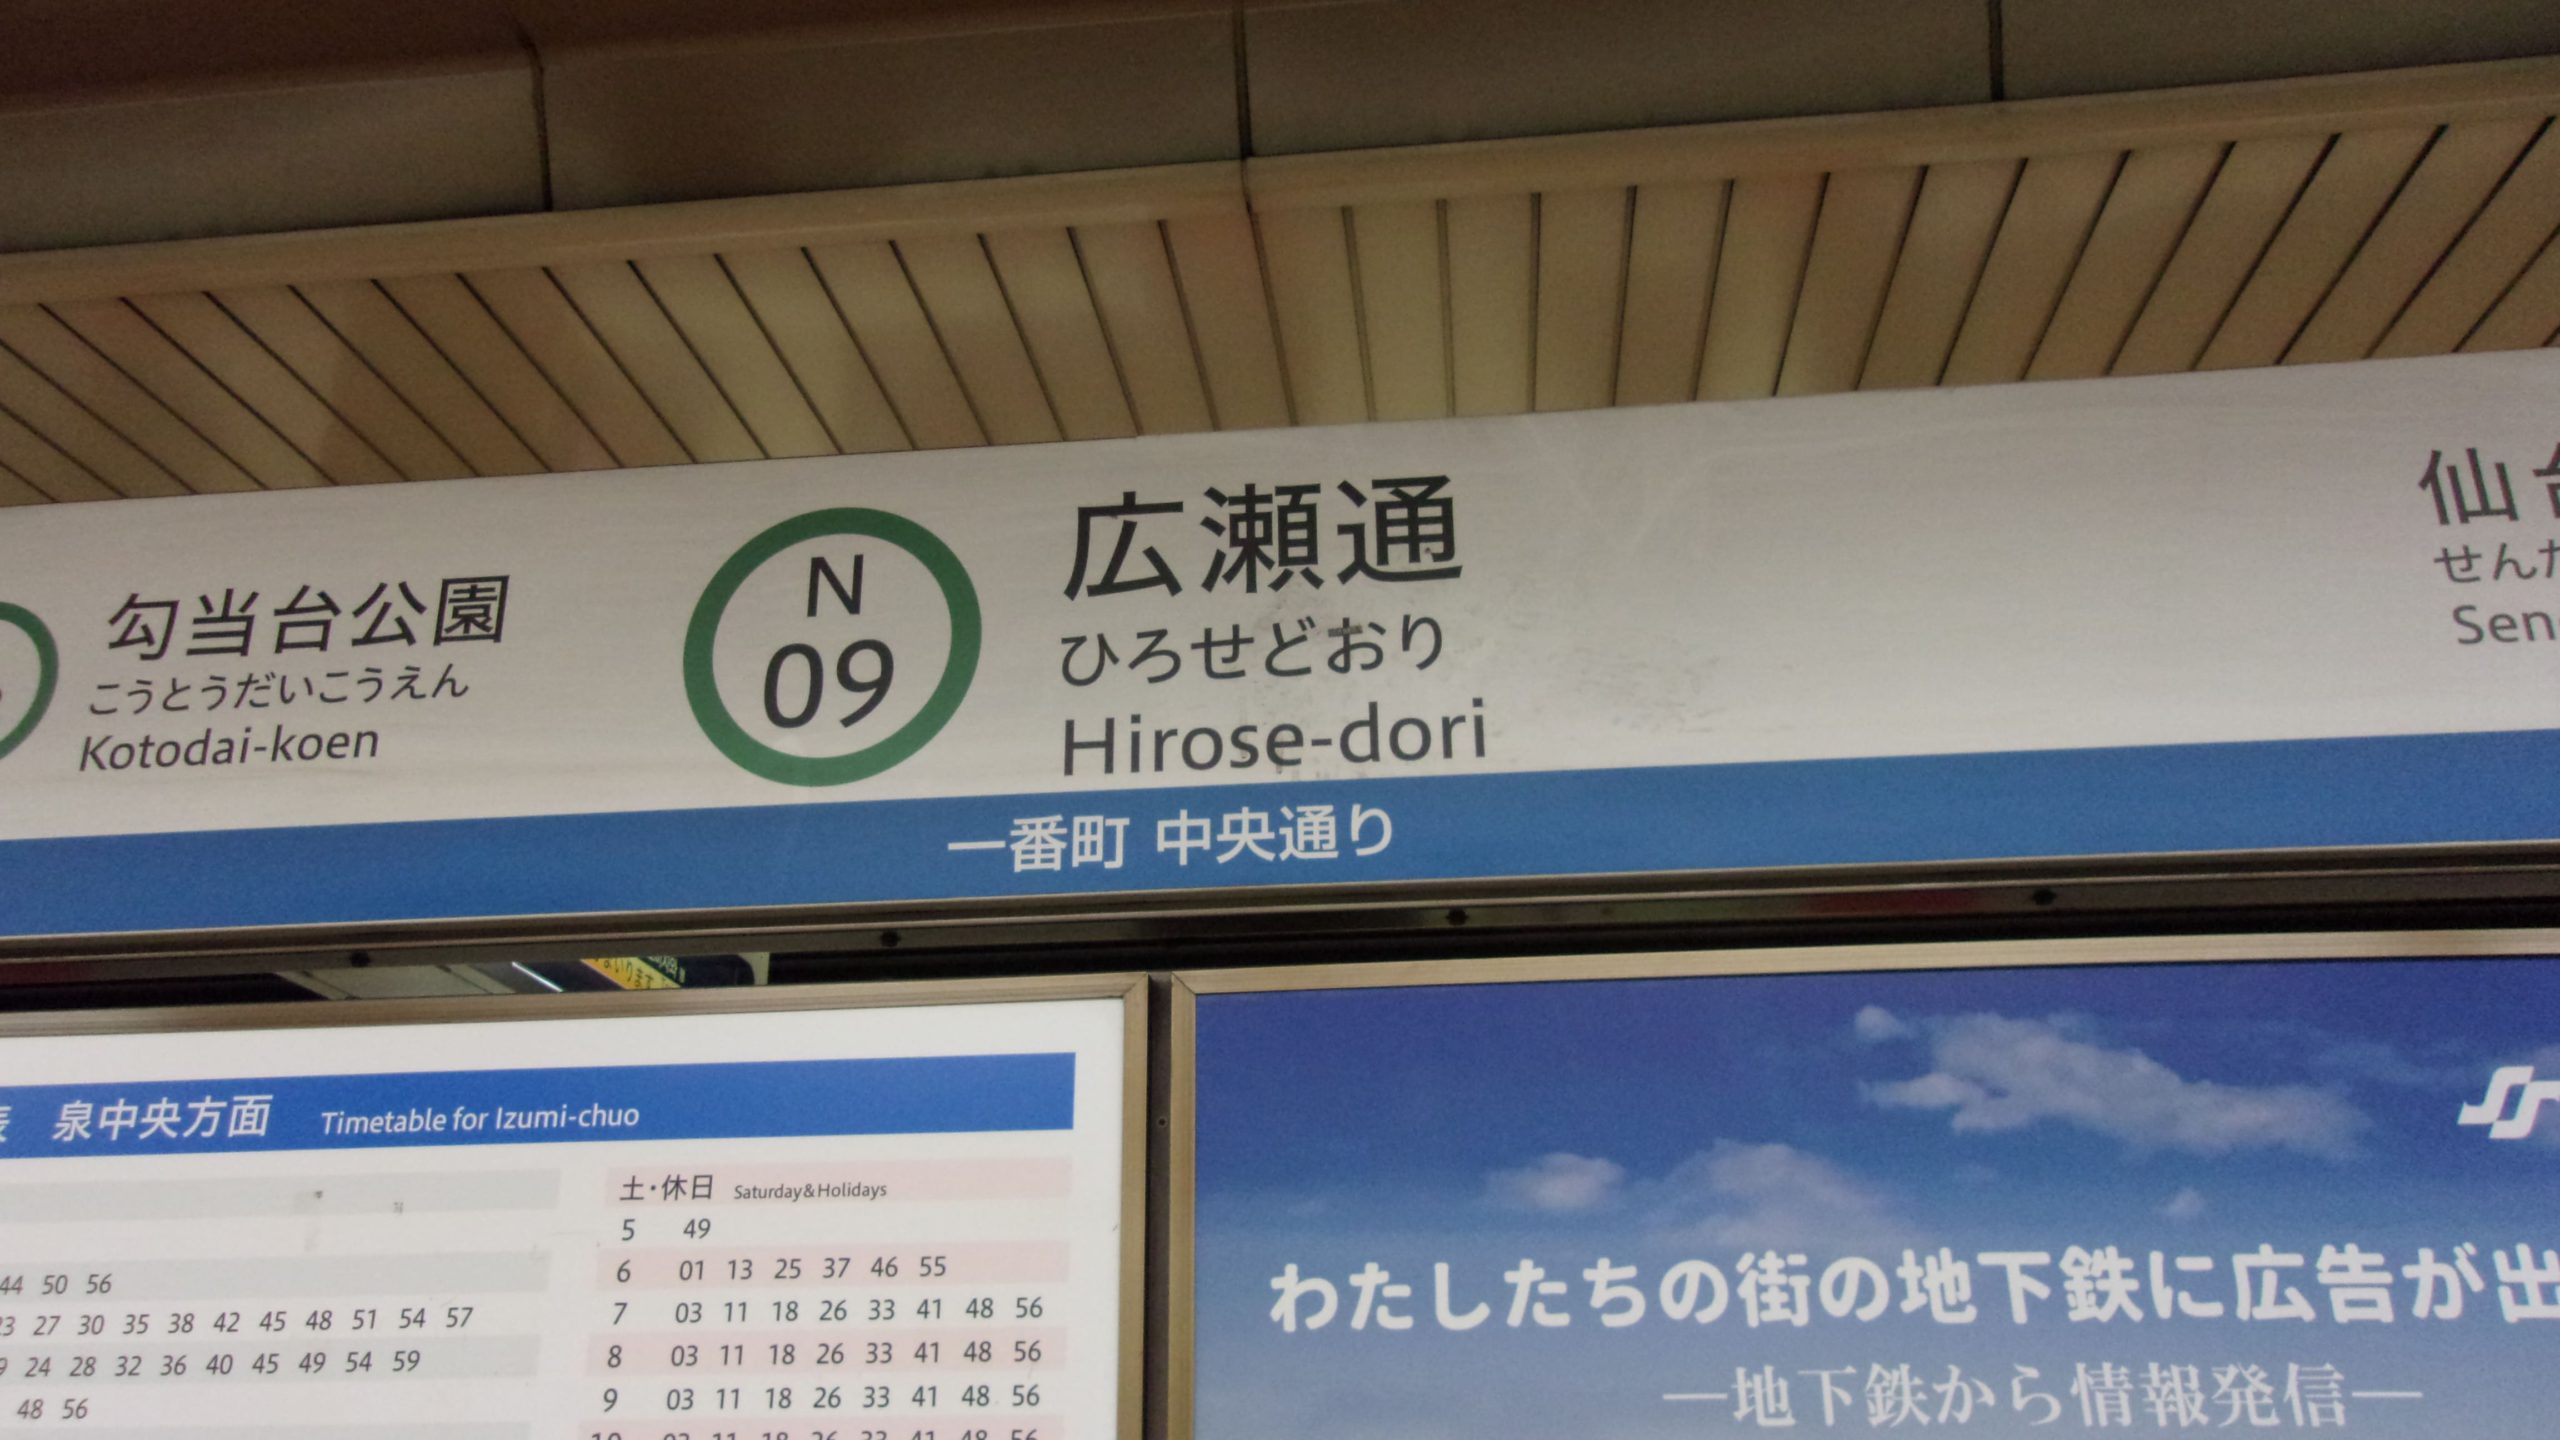 勾当台公園
こうとうだいこうえん
Kotodai-koen
N
09
広瀬通
ひろせどおり
Hirose-dori
仙
せん
Sen
一番町 中央通り
泉中央方面 Timetable for Izumi-chuo
土・休日 Saturday&Holidays
5 49
6 01 13 25 37 46 55
44 50 56
7 03 11 18 26 33 41 48 56
23 27 30 35 38 42 45 48 51 54 57
8 03 11 18 26 33 41 48 56
24 28 32 36 40 45 49 54 59
9 03 11 18 26 33 41 48 56
48 56
わたしたちの街の地下鉄に広告が出
―地下鉄から情報発信―